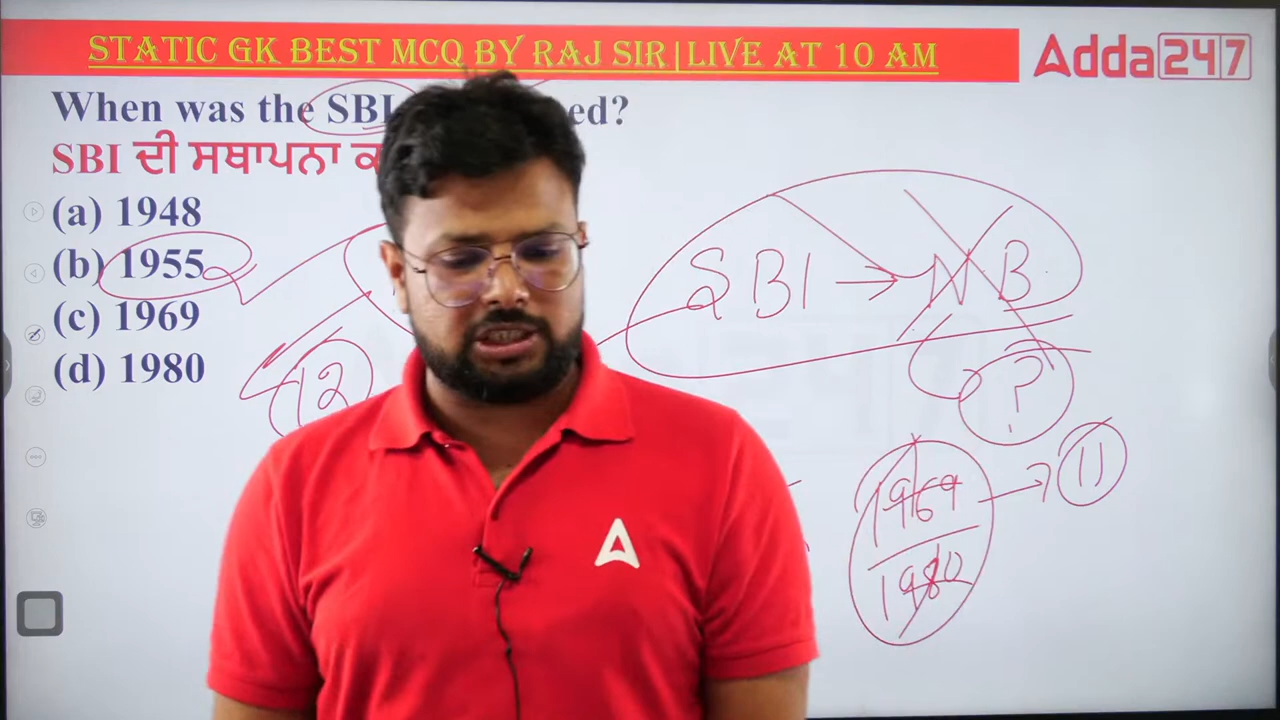 STATIC GK BEST MCQ BY RAJ SIR|LIVE AT 10 AM
Adda247
When was the SBI ed?
SBI ਦੀ ਸਥਾਪਨਾ ਕ
(a) 1948
(b) 1955
(c) 1969
(d) 1980
SBI → NB
12
?
1969 → 11
1980